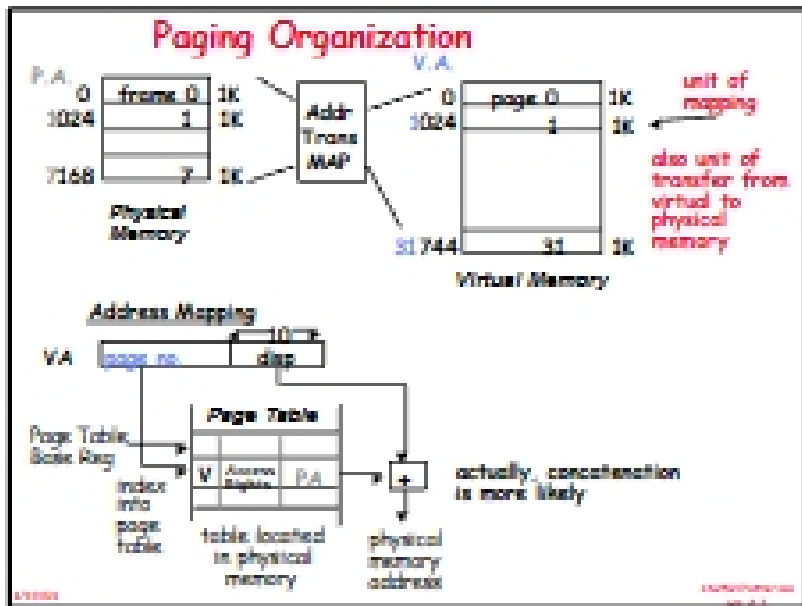 Paging Organization
P.A.
V.A.
0 frame 0 1K
1024 1 1K
7168 7 1K
Physical
Memory
Addr
Trans
MAP
0 page 0 1K
1024 1 1K
31744 31 1K
Virtual Memory
unit of
mapping
also unit of
transfer from
virtual to
physical
memory
Address Mapping
10
VA page no. disp
Page Table
Page Table
Base Reg
V Access
Rights P.A.
index
into
page
table
table located
in physical
memory
+
physical
memory
address
actually, concatenation
is more likely